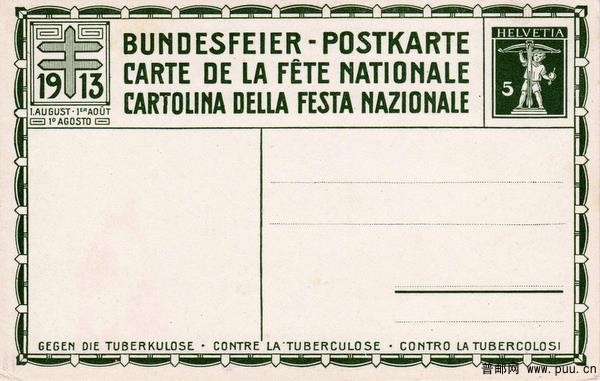 BUNDESFEIER - POSTKARTE
CARTE DE LA FÊTE NATIONALE
CARTOLINA DELLA FESTA NAZIONALE
1913
1. AUGUST · 1ER AOÛT
1º AGOSTO
HELVETIA
5
GEGEN DIE TUBERKULOSE · CONTRE LA TUBERCULOSE · CONTRO LA TUBERCOLOSI
普邮网 www.puu.cn